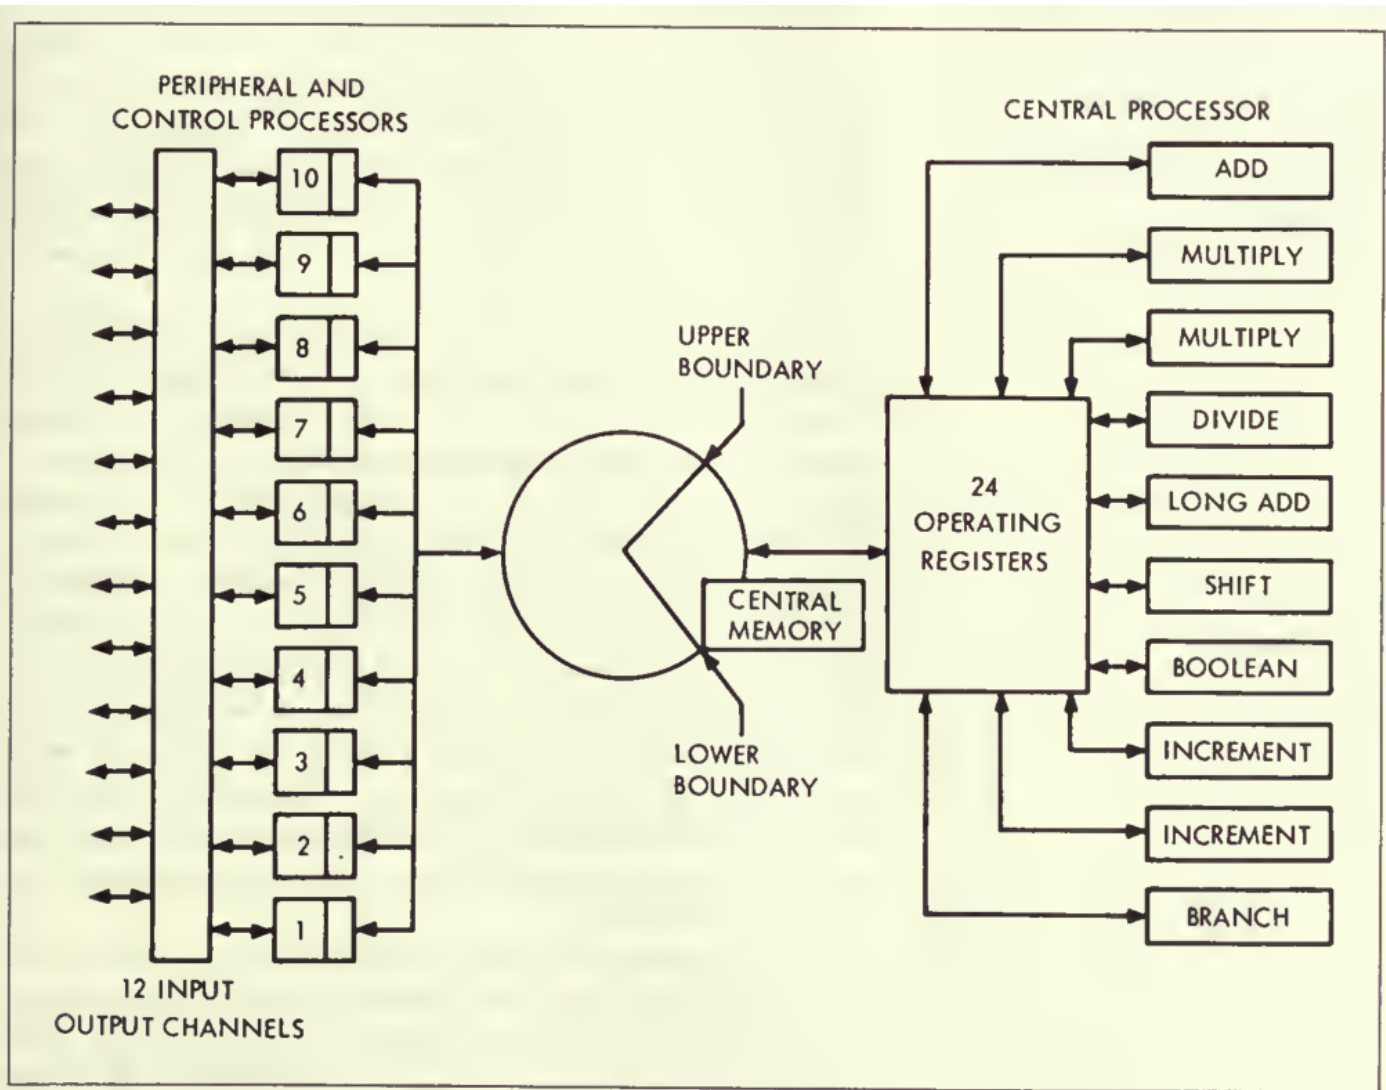 PERIPHERAL AND
CONTROL PROCESSORS
10
9
8
7
6
5
4
3
2
1
12 INPUT
OUTPUT CHANNELS
UPPER
BOUNDARY
CENTRAL
MEMORY
LOWER
BOUNDARY
CENTRAL PROCESSOR
24
OPERATING
REGISTERS
ADD
MULTIPLY
MULTIPLY
DIVIDE
LONG ADD
SHIFT
BOOLEAN
INCREMENT
INCREMENT
BRANCH